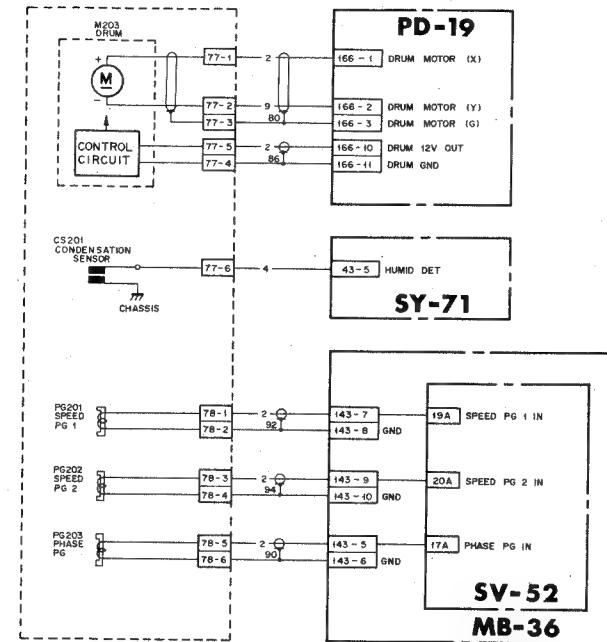 M203
DRUM
PD-19
77-1 2 166-1 DRUM MOTOR (X)
+
M
-
77-2 9 166-2 DRUM MOTOR (Y)
77-3 80 166-3 DRUM MOTOR (G)
CONTROL
CIRCUIT
77-5 2 166-10 DRUM 12V OUT
77-4 86 166-11 DRUM GND
CS201
CONDENSATION
SENSOR
77-6 4 43-5 HUMID DET
CHASSIS
SY-71
PG201
SPEED
PG 1
78-1 2 143-7 19A SPEED PG 1 IN
78-2 92 143-8 GND
PG202
SPEED
PG 2
78-3 2 143-9 20A SPEED PG 2 IN
78-4 94 143-10 GND
PG203
PHASE
PG
78-5 2 143-5 17A PHASE PG IN
78-6 90 143-6 GND
SV-52
MB-36